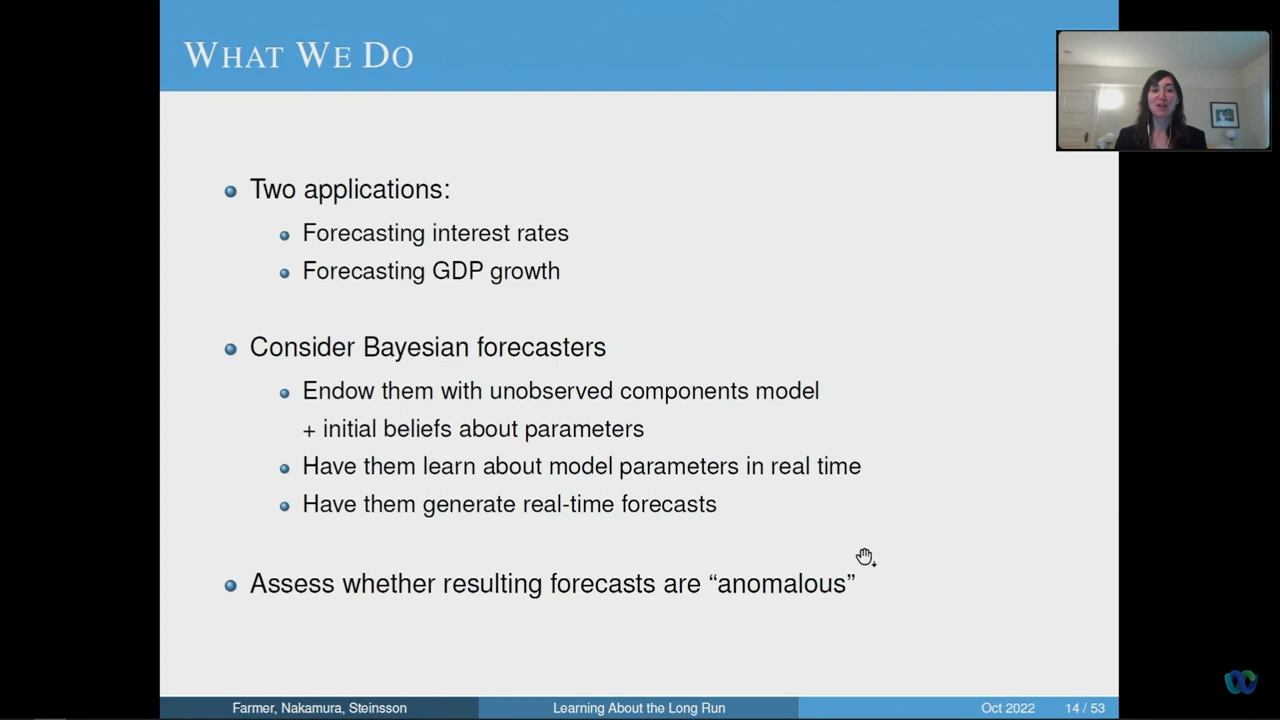 WHAT WE DO
Two applications:
Forecasting interest rates
Forecasting GDP growth
Consider Bayesian forecasters
Endow them with unobserved components model
+ initial beliefs about parameters
Have them learn about model parameters in real time
Have them generate real-time forecasts
Assess whether resulting forecasts are “anomalous”
Farmer, Nakamura, Steinsson
Learning About the Long Run
Oct 2022
14 / 53